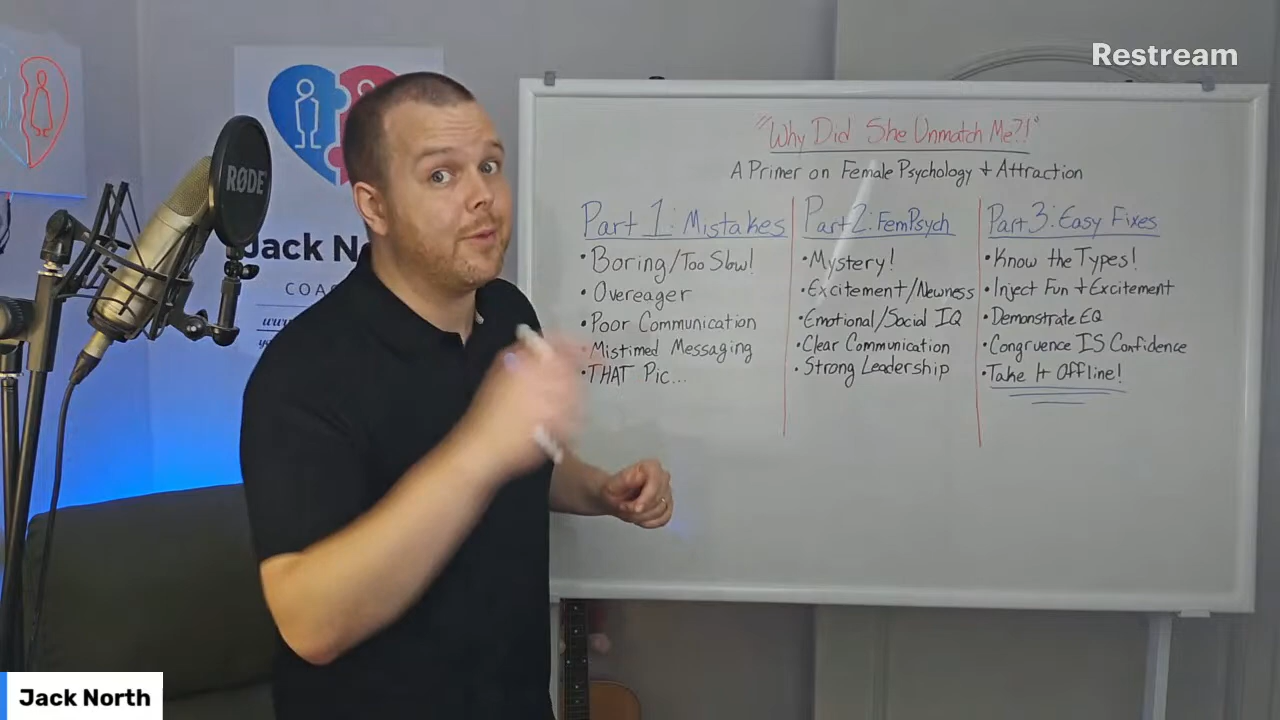 Restream
RØDE
Jack No
COAC
"Why Did She Unmatch Me?!"
A Primer on Female Psychology + Attraction
Part 1: Mistakes
• Boring/Too Slow!
• Overeager
• Poor Communication
• Mistimed Messaging
• THAT Pic...
Part 2: FemPsych
• Mystery!
• Excitement/Newness
• Emotional/Social IQ
• Clear Communication
• Strong Leadership
Part 3: Easy Fixes
• Know the Types!
• Inject Fun + Excitement
• Demonstrate EQ
• Congruence IS Confidence
• Take It Offline!
Jack North